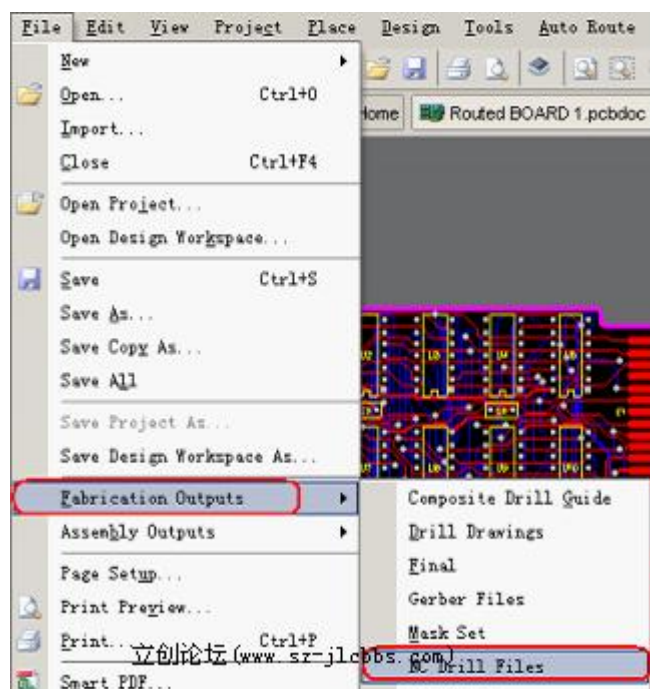 File Edit View Project Place Design Tools Auto Route
New
Open... Ctrl+O
Home Routed BOARD 1.pcbdoc
Import...
Close Ctrl+F4
Open Project...
Open Design Workspace...
Save Ctrl+S
Save As...
Save Copy As...
Save All
Save Project As...
Save Design Workspace As...
Fabrication Outputs
Composite Drill Guide
Assembly Outputs
Drill Drawings
Final
Page Setup...
Gerber Files
Print Preview...
Mask Set
Print... Ctrl+P
立创论坛(www.sz-jlcbbs.com)
NC Drill Files
Smart PDF...